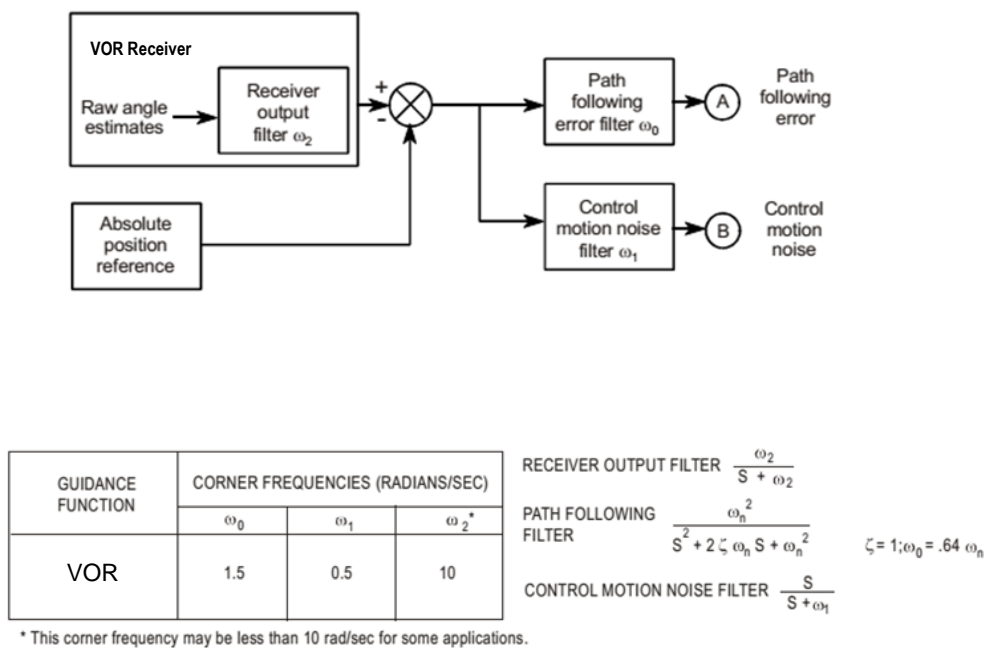 VOR Receiver
Raw angle
estimates
Receiver
output
filter ω2
+
-
Absolute
position
reference
Path
following
error filter ω0
A
Path
following
error
Control
motion noise
filter ω1
B
Control
motion
noise
GUIDANCE
FUNCTION
CORNER FREQUENCIES (RADIANS/SEC)
ω0 ω1 ω2*
VOR 1.5 0.5 10
* This corner frequency may be less than 10 rad/sec for some applications.
RECEIVER OUTPUT FILTER ω2
S + ω2
PATH FOLLOWING
FILTER
ωn²
S² + 2 ζ ωn S + ωn²
ζ = 1;ω0 = .64 ωn
CONTROL MOTION NOISE FILTER S
S + ω1